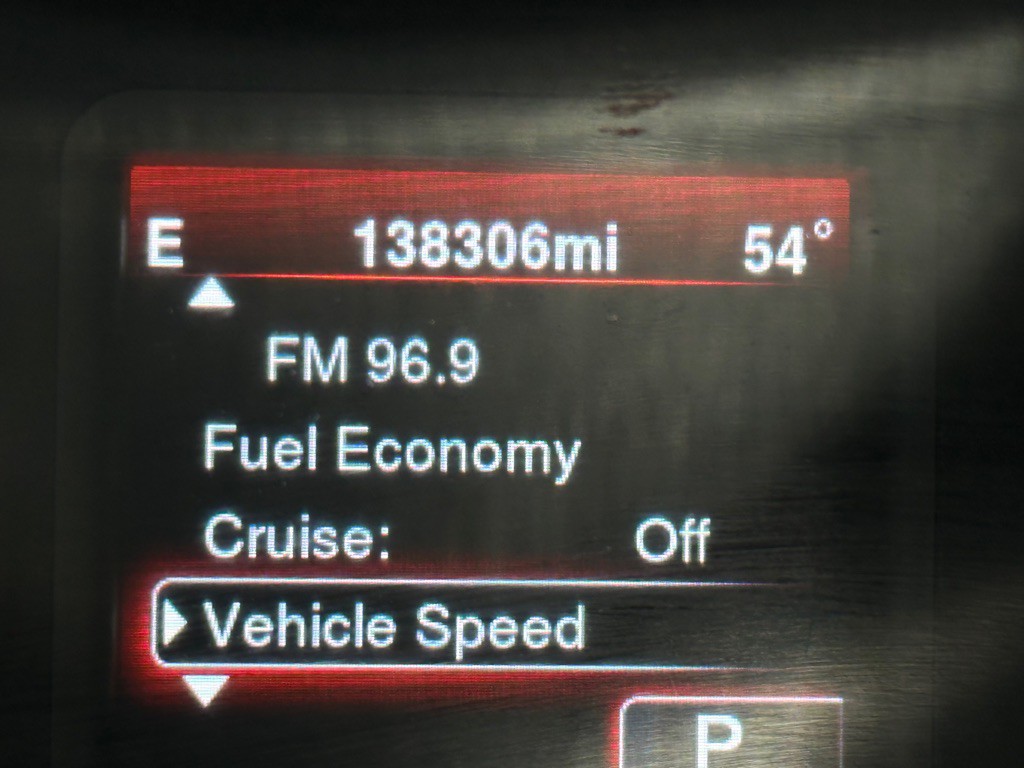 E 138306mi 54°
FM 96.9
Fuel Economy
Cruise: Off
Vehicle Speed
P